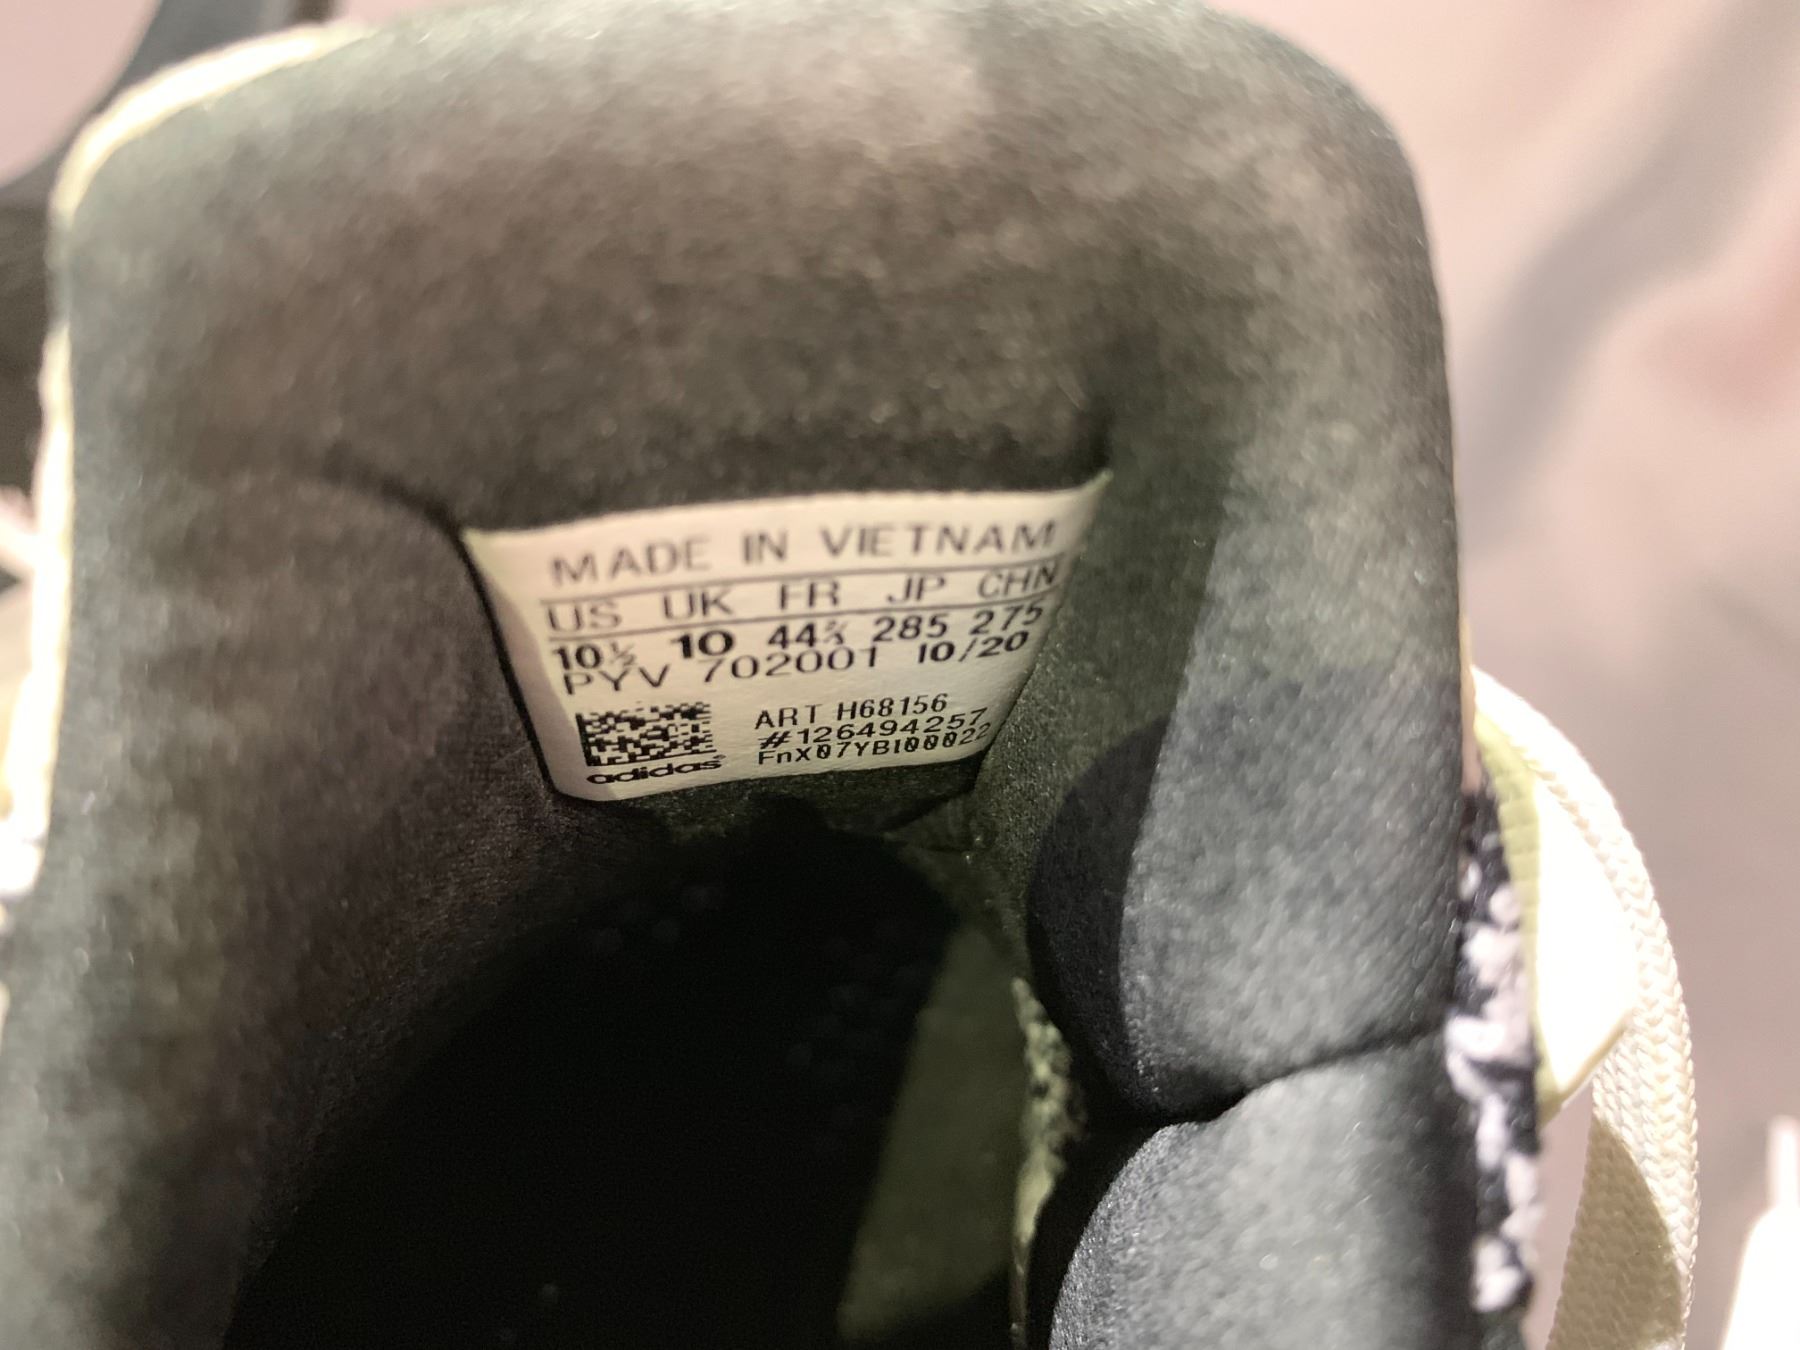 MADE IN VIETNAM
US UK FR JP CHN
10½ 10 44⅔ 285 275
PYV 702001 10/20
ART H68156
#126494257
FnX07YBI00022
adidas